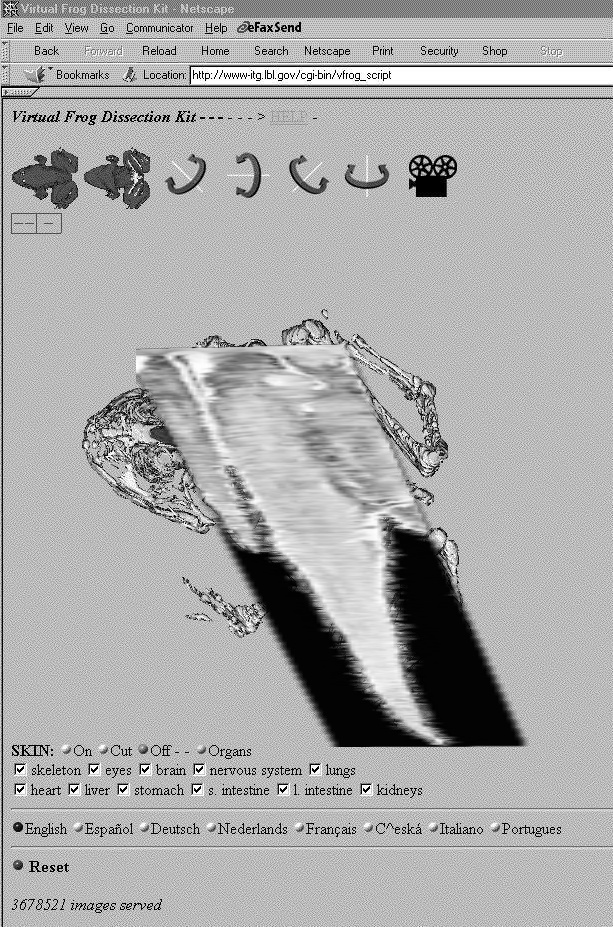 Virtual Frog Dissection Kit - Netscape
File Edit View Go Communicator Help eFaxSend
Back Forward Reload Home Search Netscape Print Security Shop Stop
Bookmarks Location: http://www-itg.lbl.gov/cgi-bin/vfrog_script
Virtual Frog Dissection Kit - - - - - - > HELP -
SKIN: On Cut Off - - Organs
skeleton eyes brain nervous system lungs
heart liver stomach s. intestine l. intestine kidneys
English Español Deutsch Nederlands Français C^eská Italiano Portugues
Reset
3678521 images served